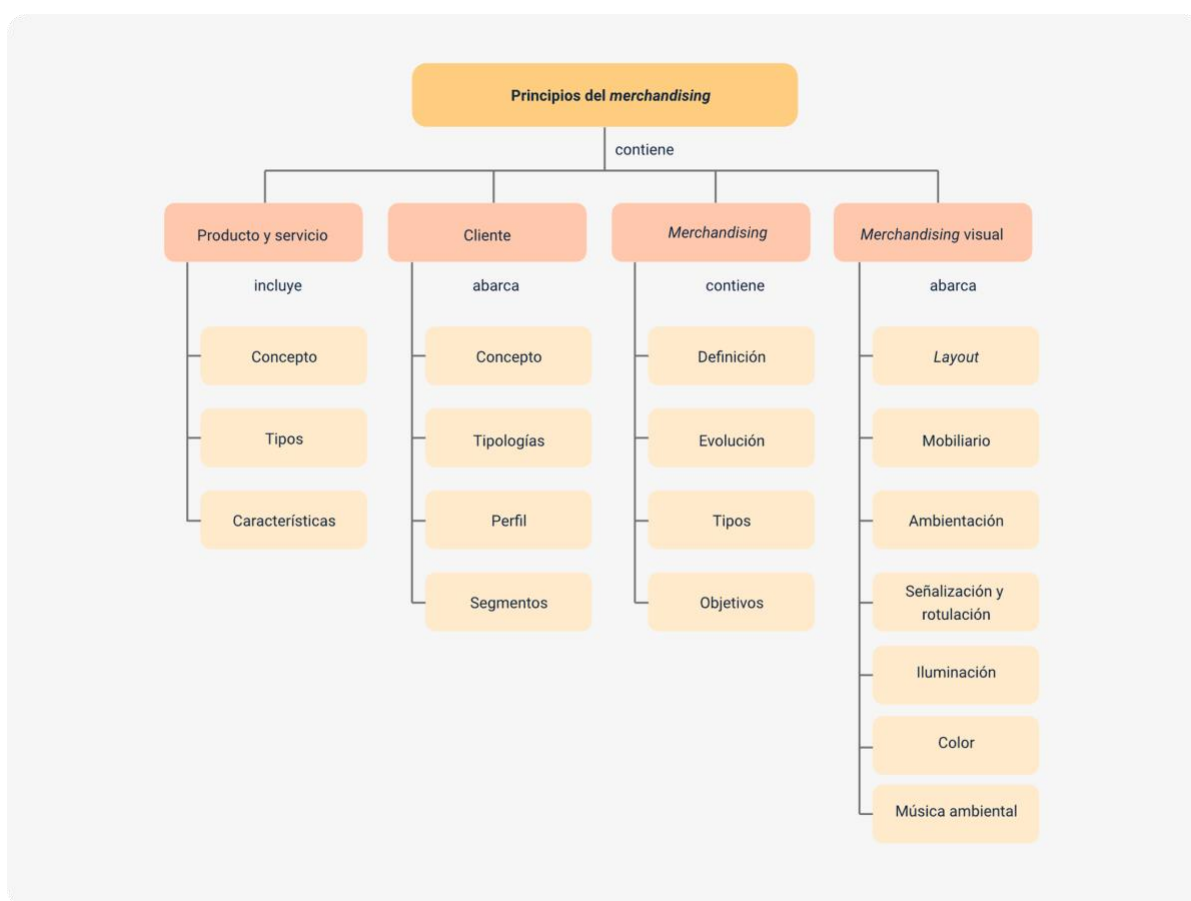 Principios del merchandising
contiene
Producto y servicio
Cliente
Merchandising
Merchandising visual
incluye
abarca
contiene
abarca
Concepto
Concepto
Definición
Layout
Tipos
Tipologías
Evolución
Mobiliario
Características
Perfil
Tipos
Ambientación
Segmentos
Objetivos
Señalización y
rotulación
Iluminación
Color
Música ambiental